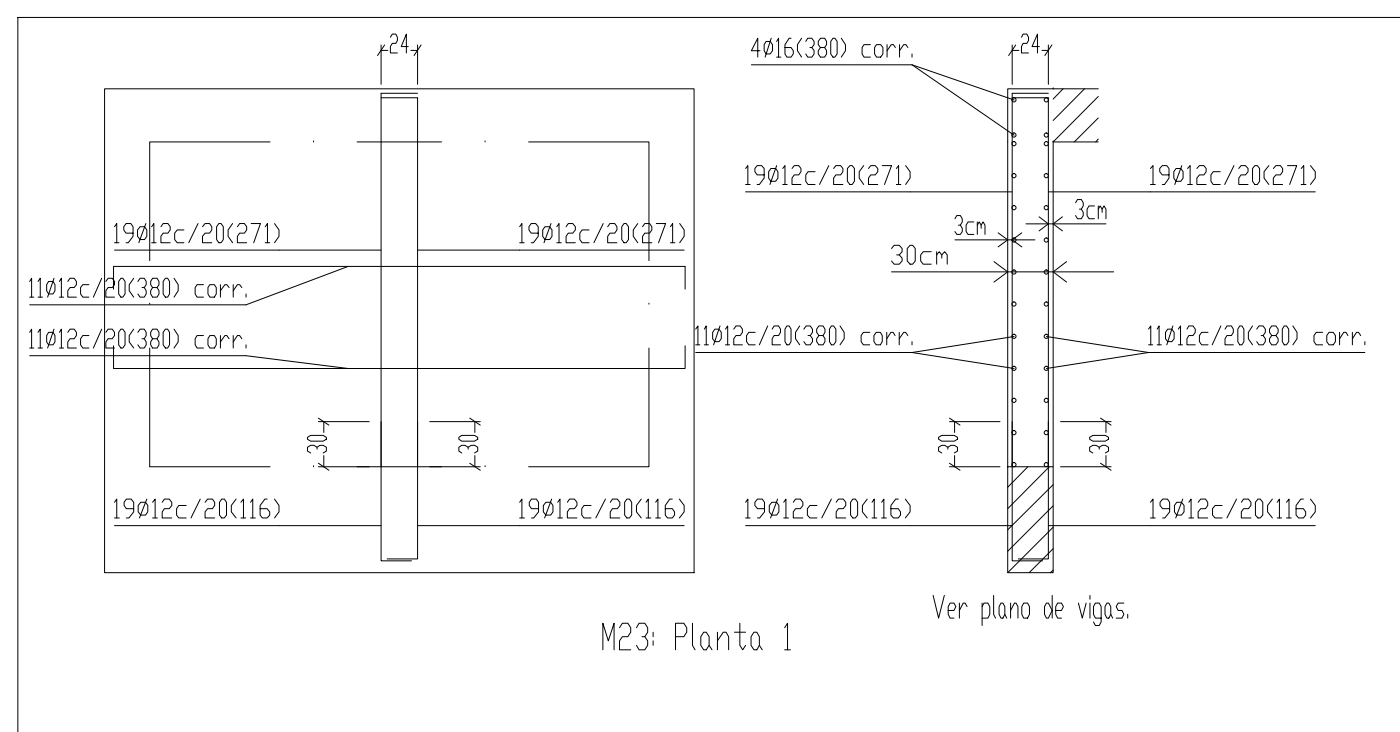 24
19Ø12c/20(271)
19Ø12c/20(271)
11Ø12c/20(380) corr.
11Ø12c/20(380) corr.
30
30
19Ø12c/20(116)
19Ø12c/20(116)
4Ø16(380) corr.
24
19Ø12c/20(271)
19Ø12c/20(271)
3cm
3cm
30cm
11Ø12c/20(380) corr.
11Ø12c/20(380) corr.
30
30
19Ø12c/20(116)
19Ø12c/20(116)
Ver plano de vigas.
M23: Planta 1